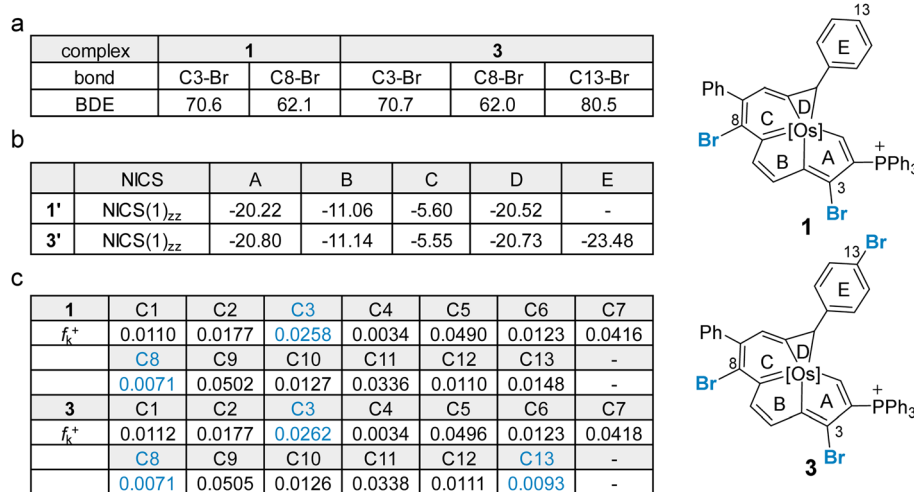 a
complex 1 3
bond C3-Br C8-Br C3-Br C8-Br C13-Br
BDE 70.6 62.1 70.7 62.0 80.5
b
NICS A B C D E
1' NICS(1)zz -20.22 -11.06 -5.60 -20.52 -
3' NICS(1)zz -20.80 -11.14 -5.55 -20.73 -23.48
c
1 C1 C2 C3 C4 C5 C6 C7
fk+ 0.0110 0.0177 0.0258 0.0034 0.0490 0.0123 0.0416
C8 C9 C10 C11 C12 C13 -
0.0071 0.0502 0.0127 0.0336 0.0110 0.0148 -
3 C1 C2 C3 C4 C5 C6 C7
fk+ 0.0112 0.0177 0.0262 0.0034 0.0496 0.0123 0.0418
C8 C9 C10 C11 C12 C13 -
0.0071 0.0505 0.0126 0.0338 0.0111 0.0093 -
13
E
Ph
D
C
8
[Os]
Br
A
B
+
PPh3
3
Br
1
Br
13
E
Ph
D
C
8
[Os]
Br
A
B
+
PPh3
3
Br
3